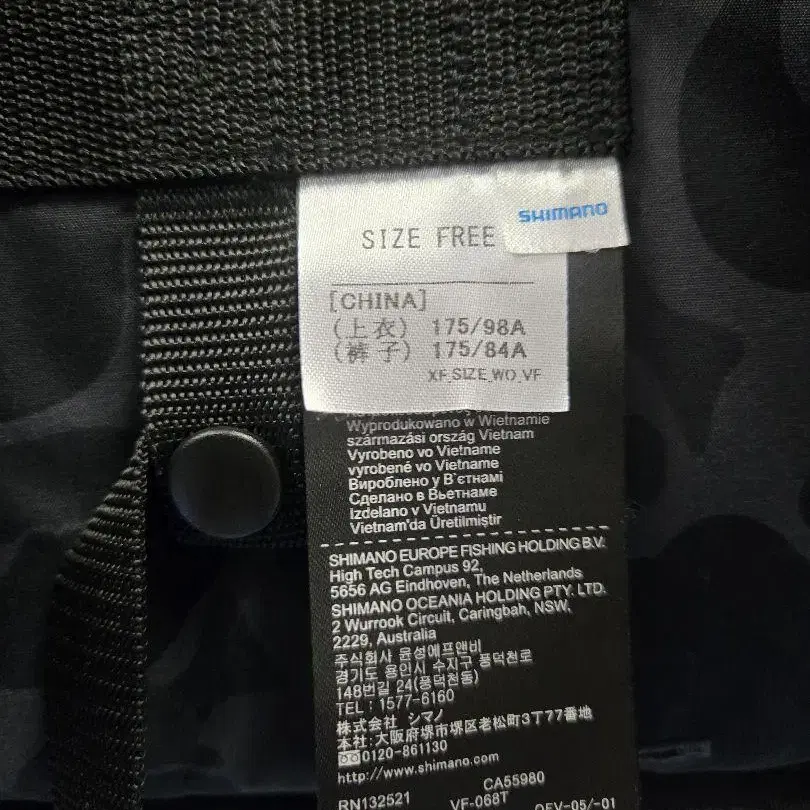 SHIMANO
SIZE FREE
[CHINA]
(上衣) 175/98A
(裤子) 175/84A
XF_SIZE_WO_VF
Wyprodukowano w Wietnamie
származási ország Vietnam
Vyrobeno vo Vietname
vyrobené vo Vietname
Вироблено у В'єтнамі
Сделано в Вьетнаме
Izdelano v Vietnamu
Vietnam'da Üretilmiştir
SHIMANO EUROPE FISHING HOLDING B.V.
High Tech Campus 92,
5656 AG Eindhoven, The Netherlands
SHIMANO OCEANIA HOLDING PTY. LTD.
2 Wurrook Circuit, Caringbah, NSW,
2229, Australia
주식회사 윤성에프앤비
경기도 용인시 수지구 풍덕천로
148번길 24(풍덕천동)
TEL : 1577-6160
株式会社 シマノ
本社:大阪府堺市堺区老松町3丁77番地
0120-861130
http://www.shimano.com
CA55980
RN132521 VF-068T OEV-05/-01